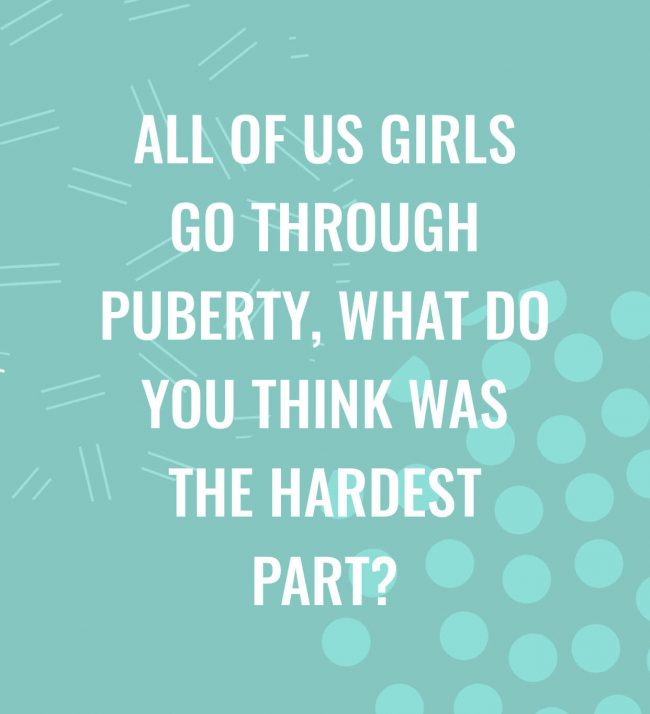 ALL OF US GIRLS
GO THROUGH
PUBERTY, WHAT DO
YOU THINK WAS
THE HARDEST
PART?